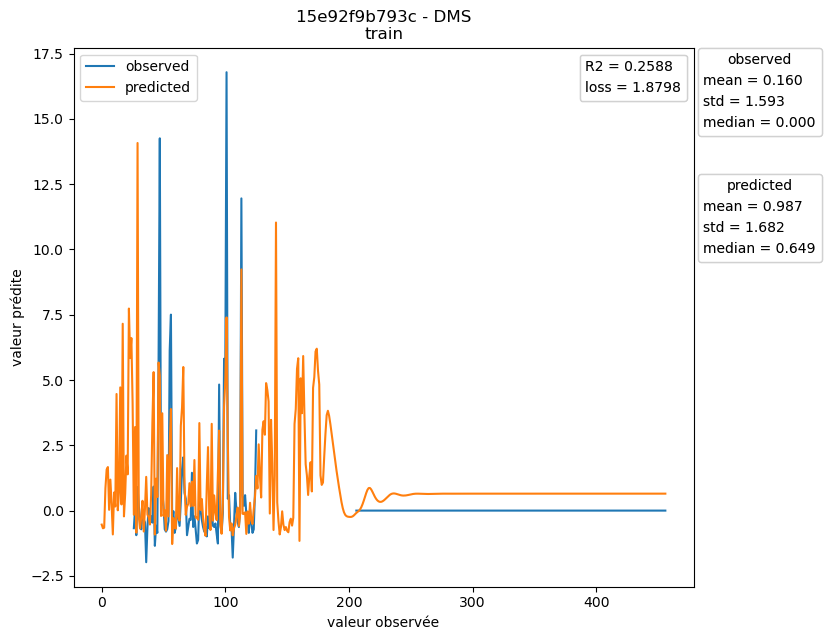 15e92f9b793c - DMS
train
observed
predicted
R2 = 0.2588
loss = 1.8798
observed
mean = 0.160
std = 1.593
median = 0.000
predicted
mean = 0.987
std = 1.682
median = 0.649
valeur prédite
17.5
15.0
12.5
10.0
7.5
5.0
2.5
0.0
−2.5
0
100
200
300
400
valeur observée